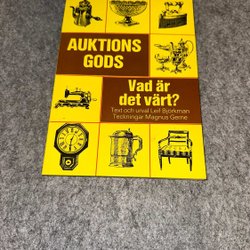 AUKTIONS
GODS
Vad är
det värt?
Text och urval Leif Björkman
Teckningar Magnus Gerne